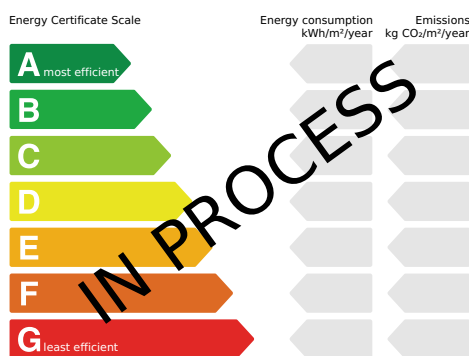 Energy Certificate Scale
Energy consumption
kWh/m²/year
Emissions
kg CO₂/m²/year
A most efficient
B
C
D
E
F
G least efficient
IN PROCESS